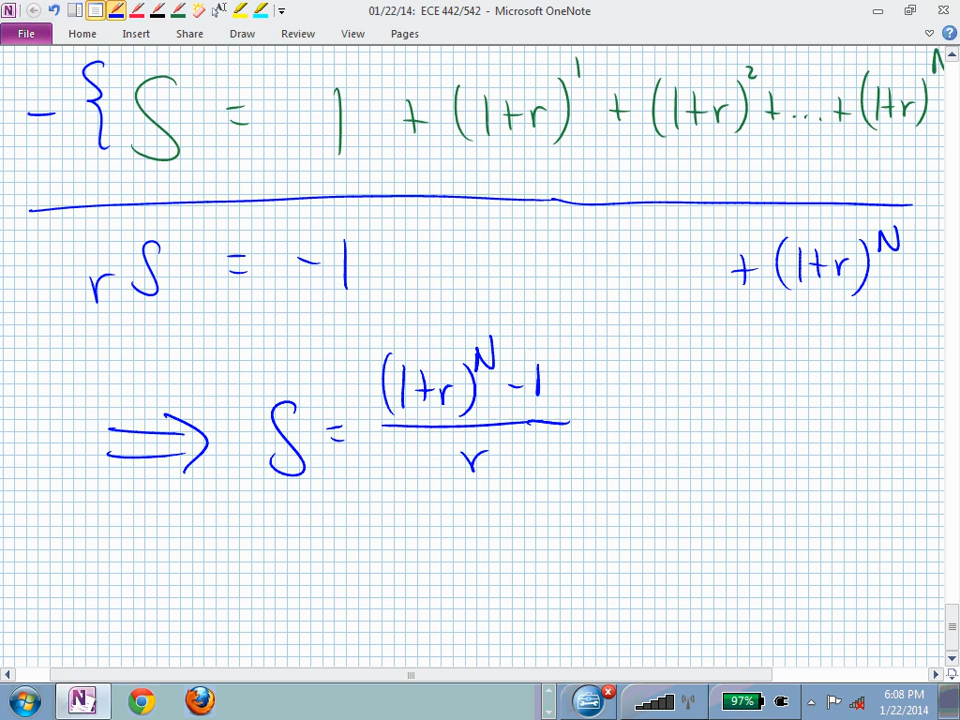 01/22/14: ECE 442/542 - Microsoft OneNote
File Home Insert Share Draw Review View Pages
- { S = 1 + (1+r)^1 + (1+r)^2 + ... + (1+r)^N
rS = -1 + (1+r)^N
⇒ S = ((1+r)^N - 1) / r
97%
6:08 PM
1/22/2014